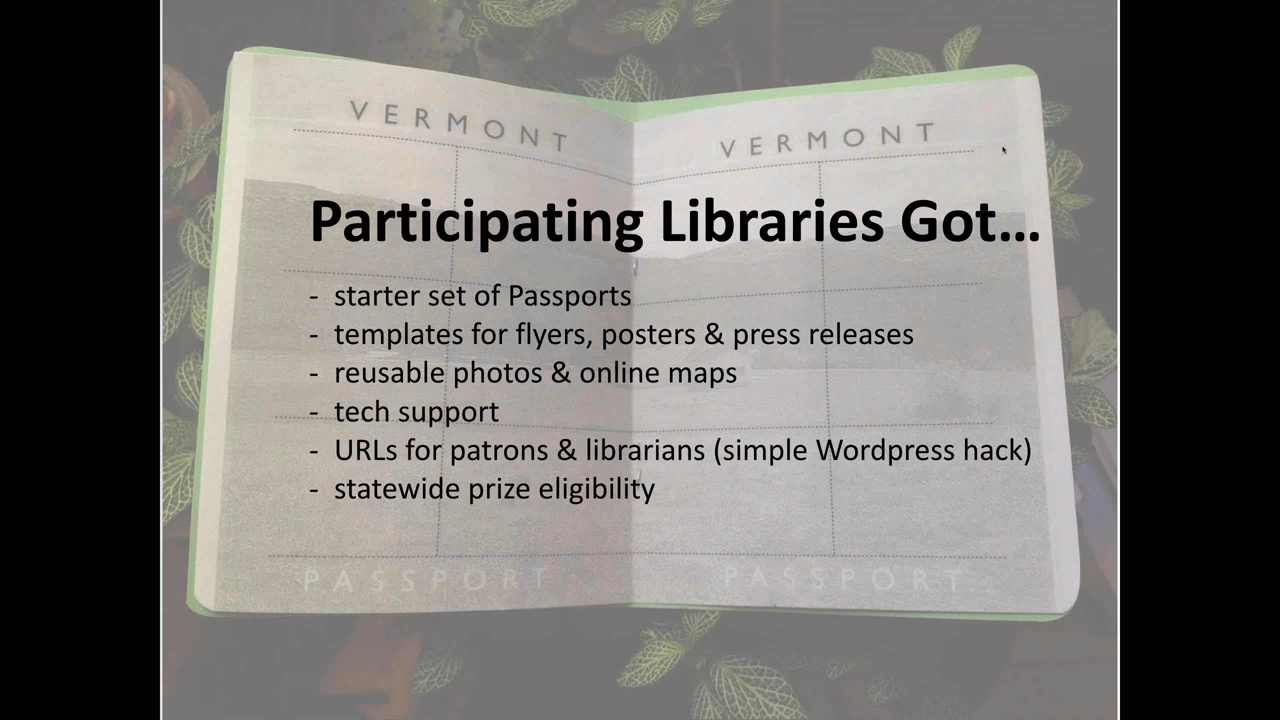 VERMONT
VERMONT
Participating Libraries Got...
- starter set of Passports
- templates for flyers, posters & press releases
- reusable photos & online maps
- tech support
- URLs for patrons & librarians (simple Wordpress hack)
- statewide prize eligibility
PASSPORT
PASSPORT